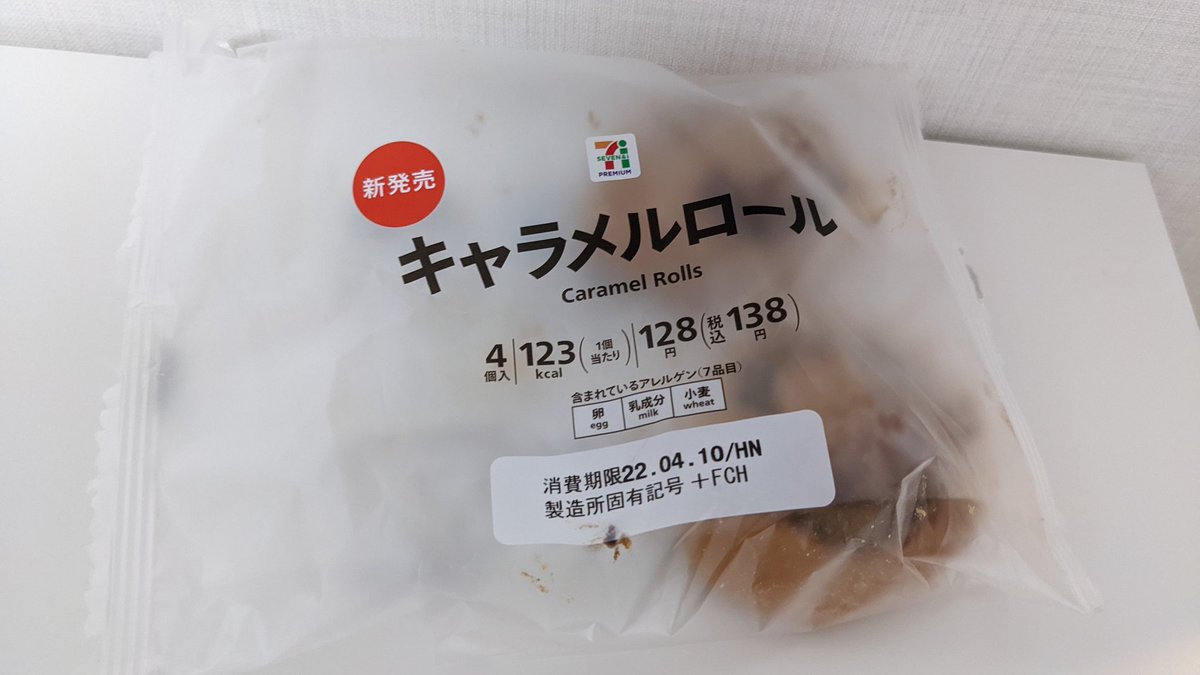 新発売
SEVEN&i
PREMIUM
キャラメルロール
Caramel Rolls
4個入 123kcal(1個当たり) 128円(税込138円)
含まれているアレルゲン(7品目)
卵 乳成分 小麦
egg milk wheat
消費期限22.04.10/HN
製造所固有記号 +FCH